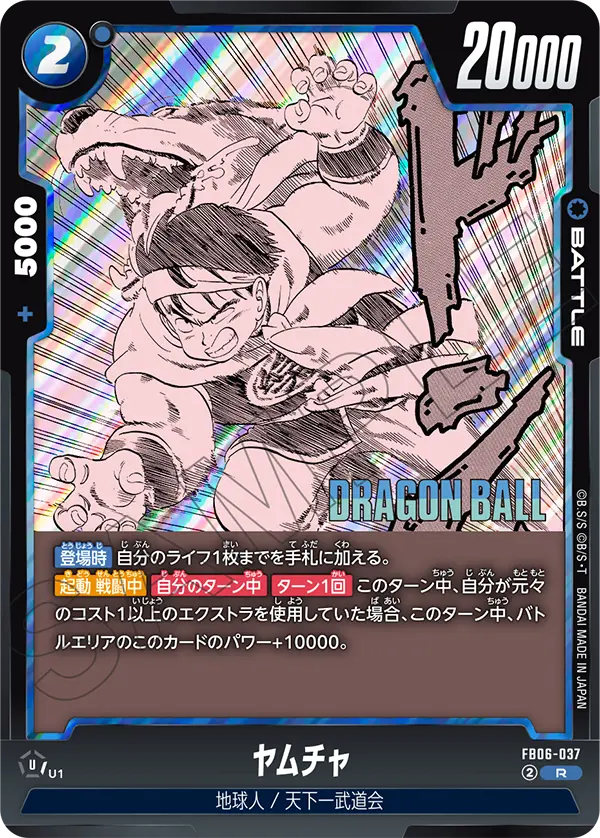 2
20000
+ 5000
BATTLE
ド
DRAGON BALL
登場時 自分のライフ1枚までを手札に加える。
起動 戦闘中 自分のターン中 ターン1回 このターン中、自分が元々
のコスト1以上のエクストラを使用していた場合、このターン中、バト
ルエリアのこのカードのパワー+10000。
©B.S/S ©B/S・T BANDAI MADE IN JAPAN
SAMPLE
ヤムチャ
FB06-037
U U1
② R
地球人 / 天下一武道会